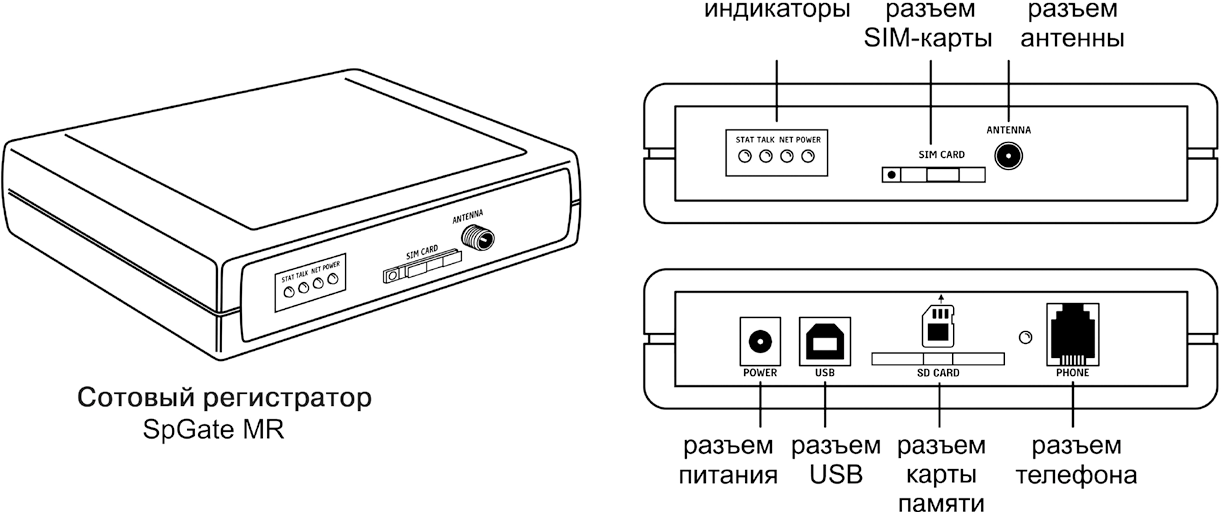 индикаторы
разъем
SIM-карты
разъем
антенны
STAT TALK NET POWER
SIM CARD
ANTENNA
STAT TALK NET POWER
SIM CARD
ANTENNA
Сотовый регистратор
SpGate MR
POWER
USB
SD CARD
PHONE
разъем
питания
разъем
USB
разъем
карты
памяти
разъем
телефона